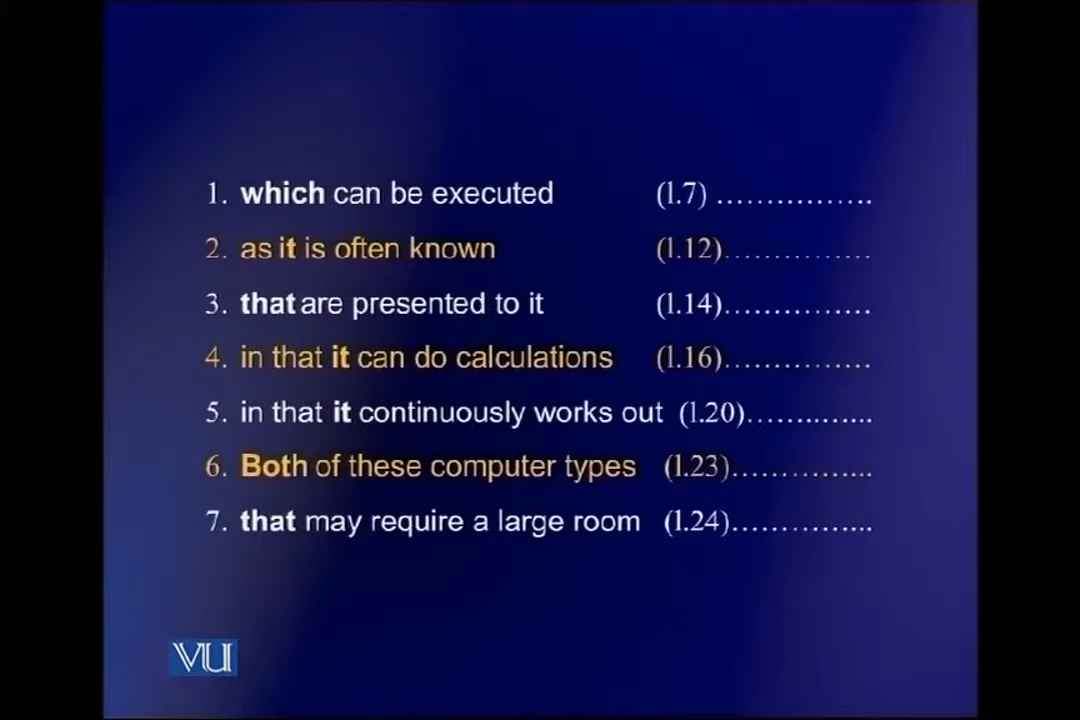 1. which can be executed (l.7) ................
2. as it is often known (l.12)...............
3. that are presented to it (l.14)...............
4. in that it can do calculations (l.16)...............
5. in that it continuously works out (l.20).............
6. Both of these computer types (l.23)..............
7. that may require a large room (l.24)..............
VU